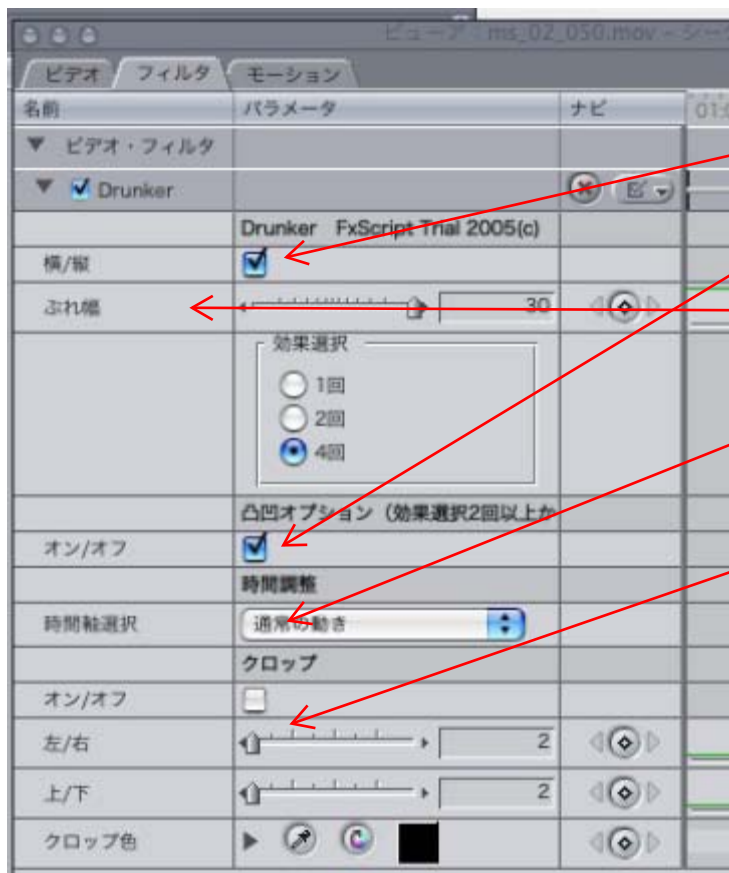 ビューア : ms_02_050.mov – シーケ
ビデオ フィルタ モーション
名前 パラメータ ナビ 01:0
▼ ビデオ・フィルタ
▼ Drunker
Drunker FxScript Trial 2005(c)
横/縦
ぶれ幅 30
効果選択
1回
2回
4回
凸凹オプション（効果選択2回以上か
オン/オフ
時間調整
時間軸選択 通常の動き
クロップ
オン/オフ
左/右 2
上/下 2
クロップ色